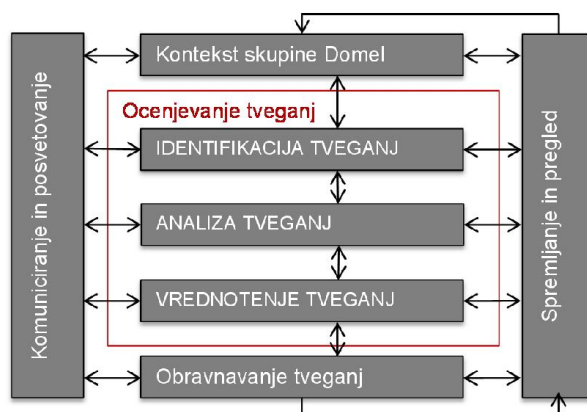 Komuniciranje in posvetovanje
Kontekst skupine Domel
Ocenjevanje tveganj
IDENTIFIKACIJA TVEGANJ
ANALIZA TVEGANJ
VREDNOTENJE TVEGANJ
Obravnavanje tveganj
Spremljanje in pregled